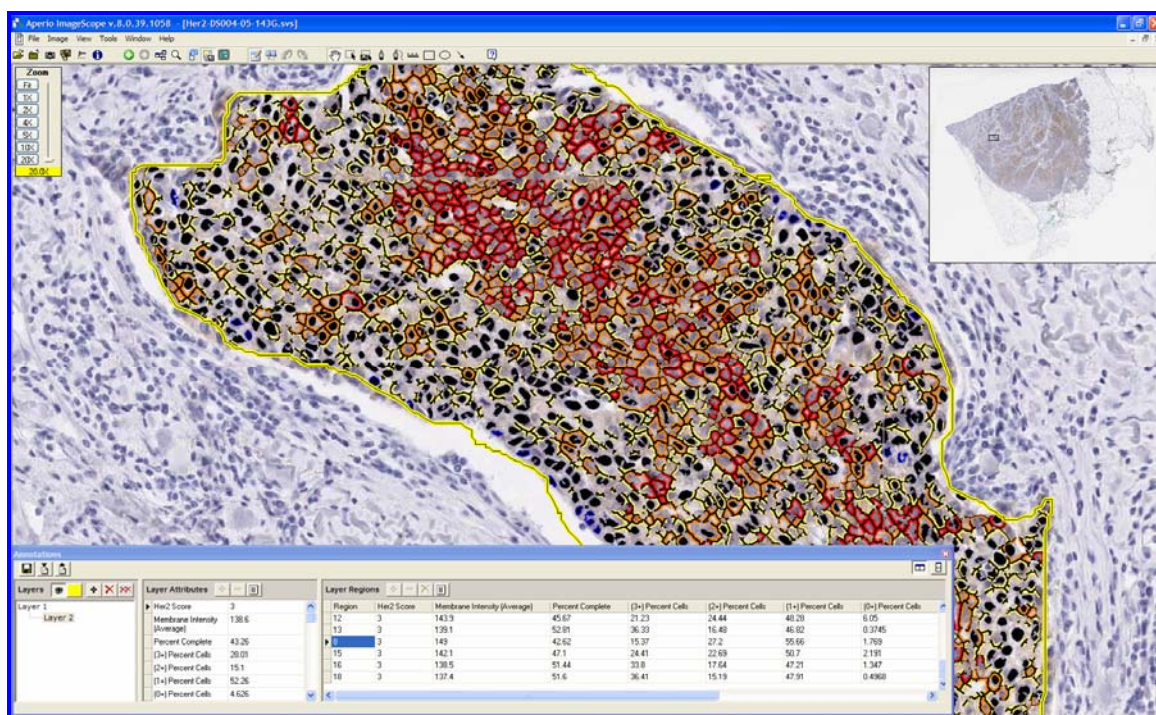 Aperio ImageScope v.8.0.39.1058 - [Her2-DS004-05-143G.svs]
File Image View Tools Window Help
Zoom
Fit
1X
2X
4X
5X
10X
20X
20.0X
Annotations
Layers
Layer 1
Layer 2
Layer Attributes
Her2 Score 3
Membrane Intensity (Average) 138.6
Percent Complete 43.26
(3+) Percent Cells 28.01
(2+) Percent Cells 15.1
(1+) Percent Cells 52.26
(0+) Percent Cells 4.626
Layer Regions
Region Her2 Score Membrane Intensity (Average) Percent Complete (3+) Percent Cells (2+) Percent Cells (1+) Percent Cells (0+) Percent Cells
12 3 143.9 45.67 21.23 24.44 48.28 6.05
13 3 139.1 52.81 36.33 16.48 46.82 0.3745
3 149 42.62 15.37 27.2 55.66 1.769
15 3 142.1 47.1 24.41 22.69 50.7 2.191
16 3 138.5 51.44 33.8 17.64 47.21 1.347
18 3 137.4 51.6 36.41 15.19 47.91 0.4968